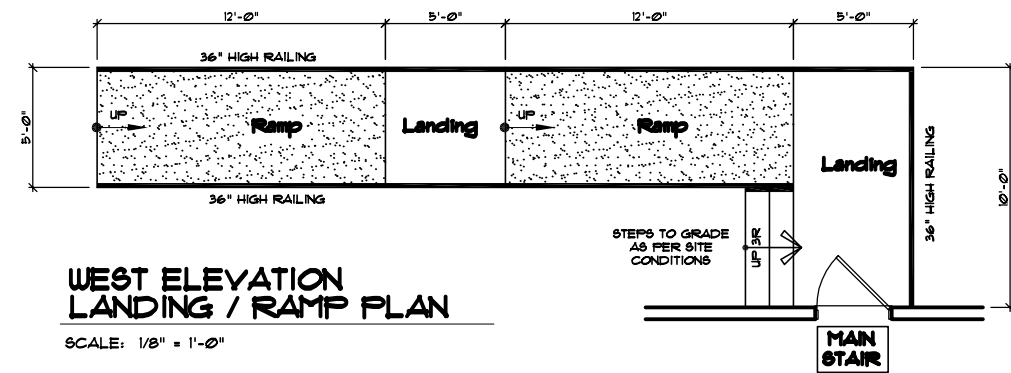 12'-0" 5'-0" 12'-0" 5'-0"
36" HIGH RAILING
5'-0"
UP
Ramp
Landing
UP
Ramp
Landing
36" HIGH RAILING
10'-0"
36" HIGH RAILING
STEPS TO GRADE
AS PER SITE
CONDITIONS
UP 3R
WEST ELEVATION
LANDING / RAMP PLAN
SCALE: 1/8" = 1'-0"
MAIN
STAIR